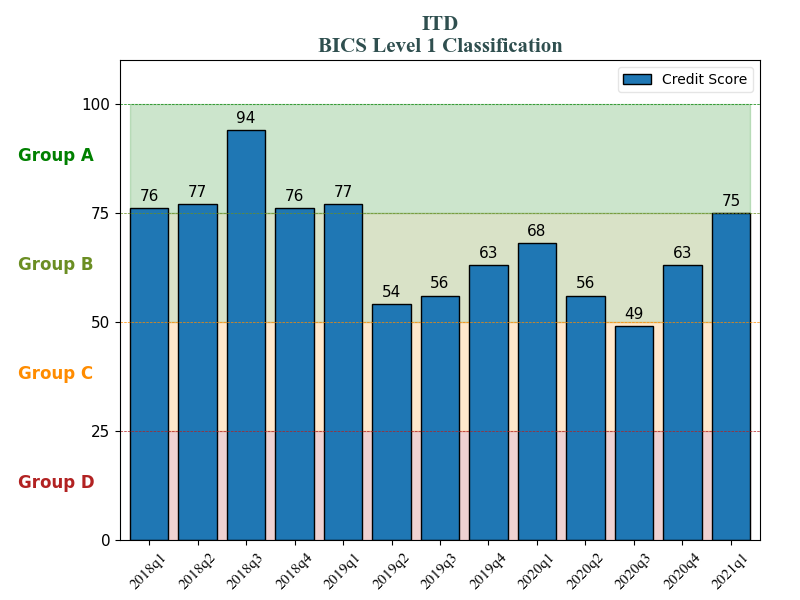 ITD
BICS Level 1 Classification
Credit Score
100
75
50
25
0
Group A
Group B
Group C
Group D
76
77
94
76
77
54
56
63
68
56
49
63
75
2018q1
2018q2
2018q3
2018q4
2019q1
2019q2
2019q3
2019q4
2020q1
2020q2
2020q3
2020q4
2021q1